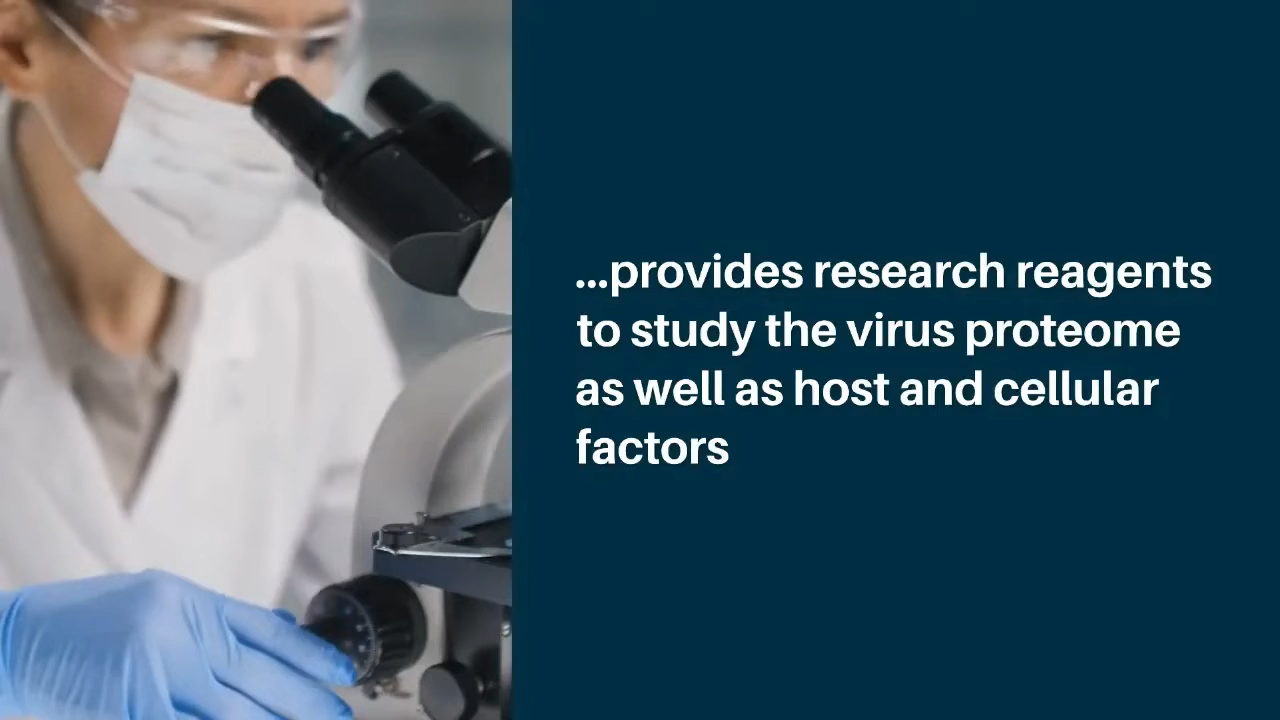 ...provides research reagents
to study the virus proteome
as well as host and cellular
factors